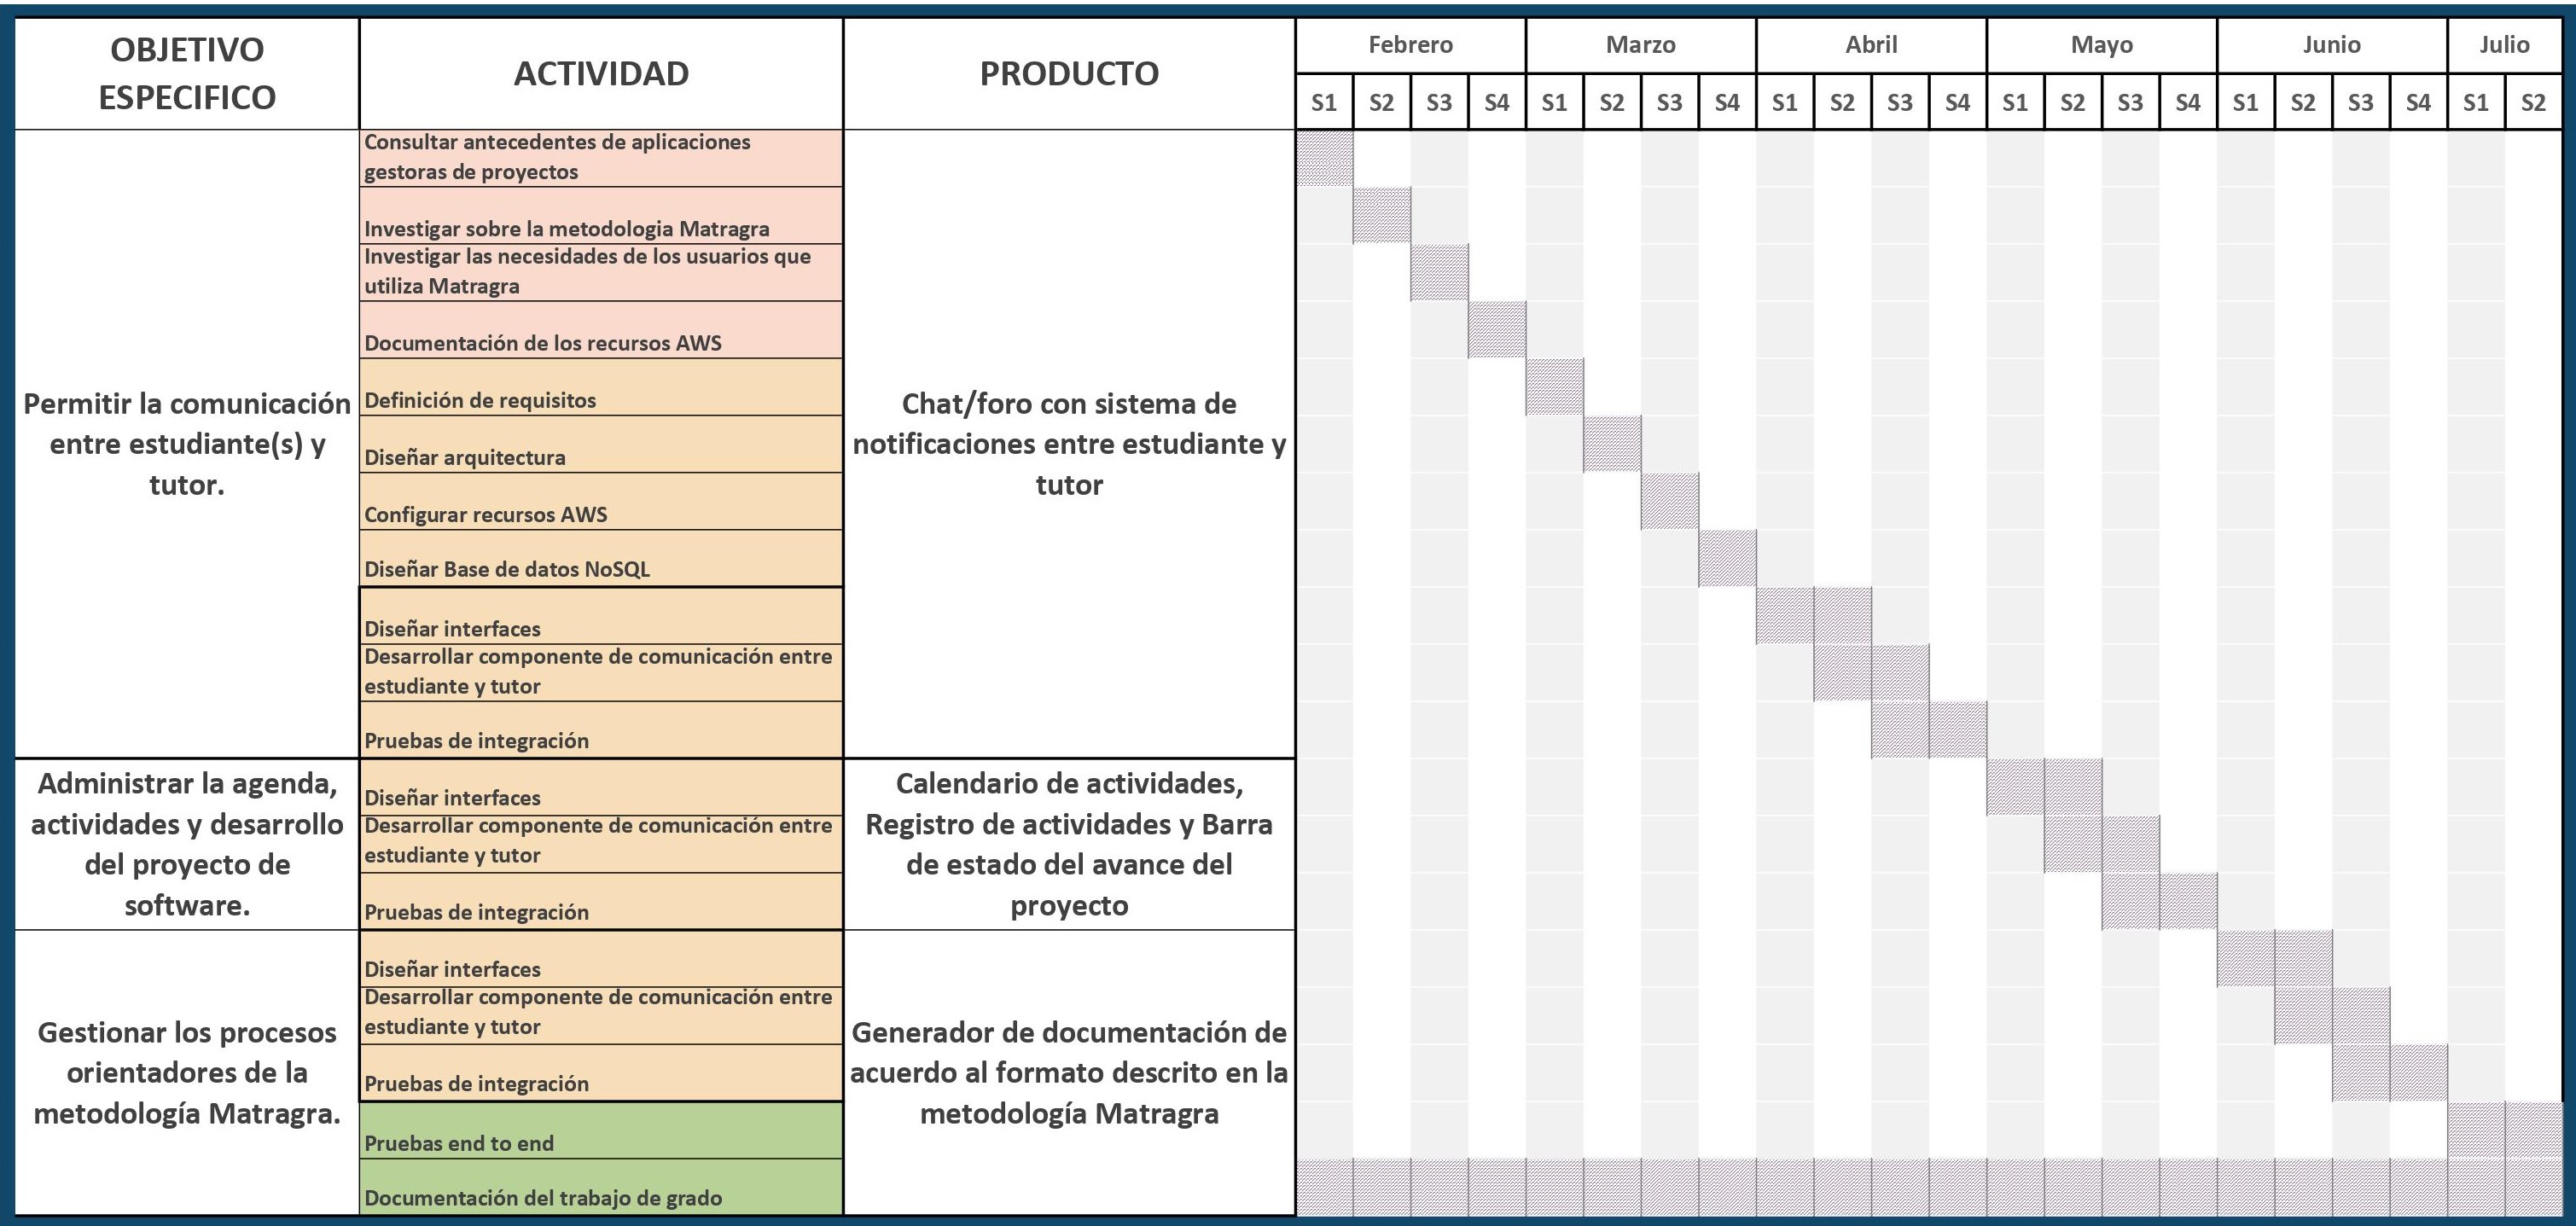 OBJETIVO
ESPECIFICO
ACTIVIDAD
PRODUCTO
Febrero Marzo Abril Mayo Junio Julio
S1 S2 S3 S4 S1 S2 S3 S4 S1 S2 S3 S4 S1 S2 S3 S4 S1 S2 S3 S4 S1 S2
Permitir la comunicación
entre estudiante(s) y
tutor.
Consultar antecedentes de aplicaciones
gestoras de proyectos
Investigar sobre la metodologia Matragra
Investigar las necesidades de los usuarios que
utiliza Matragra
Documentación de los recursos AWS
Definición de requisitos
Diseñar arquitectura
Configurar recursos AWS
Diseñar Base de datos NoSQL
Diseñar interfaces
Desarrollar componente de comunicación entre
estudiante y tutor
Pruebas de integración
Chat/foro con sistema de
notificaciones entre estudiante y
tutor
Administrar la agenda,
actividades y desarrollo
del proyecto de
software.
Diseñar interfaces
Desarrollar componente de comunicación entre
estudiante y tutor
Pruebas de integración
Calendario de actividades,
Registro de actividades y Barra
de estado del avance del
proyecto
Gestionar los procesos
orientadores de la
metodología Matragra.
Diseñar interfaces
Desarrollar componente de comunicación entre
estudiante y tutor
Pruebas de integración
Pruebas end to end
Documentación del trabajo de grado
Generador de documentación de
acuerdo al formato descrito en la
metodología Matragra